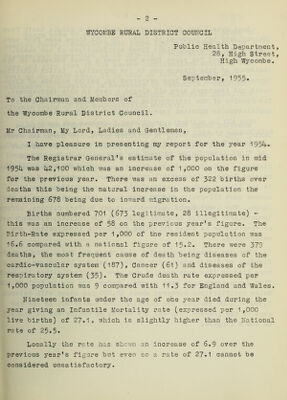 - 2 -
WYCOMBE RURAL DISTRICT COUNCIL
Public Health Department,
28, High Street,
High Wycombe.
September, 1955.
To the Chairman and Members of
the Wycombe Rural District Council.
Mr Chairman, My Lord, Ladies and Gentlemen,
I have pleasure in presenting my report for the year 1954.
The Registrar General's estimate of the population in mid
1954 was 42,100 which was an increase of 1,000 on the figure
for the previous year. There was an excess of 322 births over
deaths this being the natural increase in the population the
remaining 678 being due to inward migration.
Births numbered 701 (673 legitimate, 28 illegitimate) -
this was an increase of 58 on the previous year's figure. The
Birth-Rate expressed per 1,000 of the resident population was
16.6 compared with a national figure of 15.2. There were 379
deaths, the most frequent cause of death being diseases of the
cardio-vascular system (187), Cancer (61) and diseases of the
respiratory system (35). The Crude death rate expressed per
1,000 population was 9 compared with 11.3 for England and Wales.
Nineteen infants under the age of one year died during the
year giving an Infantile Mortality rate (expressed per 1,000
live births) of 27.1, which is slightly higher than the National
rate of 25.5.
Locally the rate has shown an increase of 6.9 over the
previous year's figure but even so a rate of 27.1 cannot be
considered unsatisfactory.